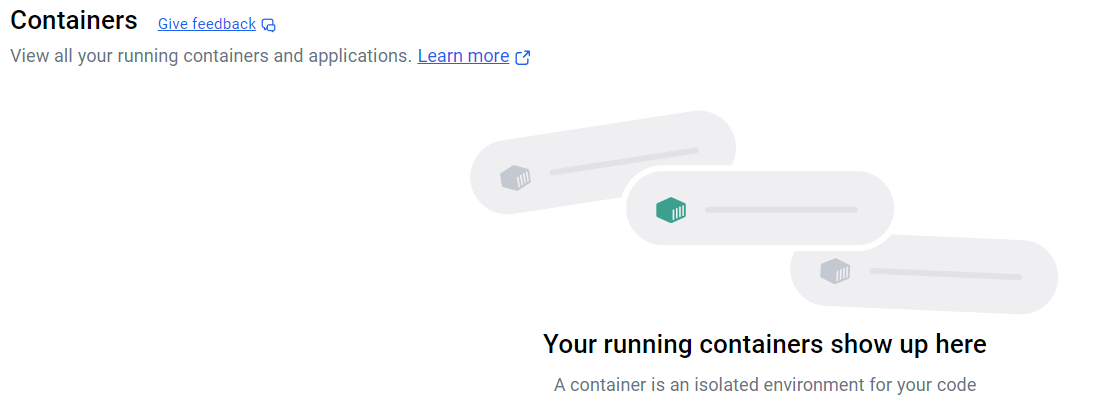 Containers Give feedback
View all your running containers and applications. Learn more
Your running containers show up here
A container is an isolated environment for your code